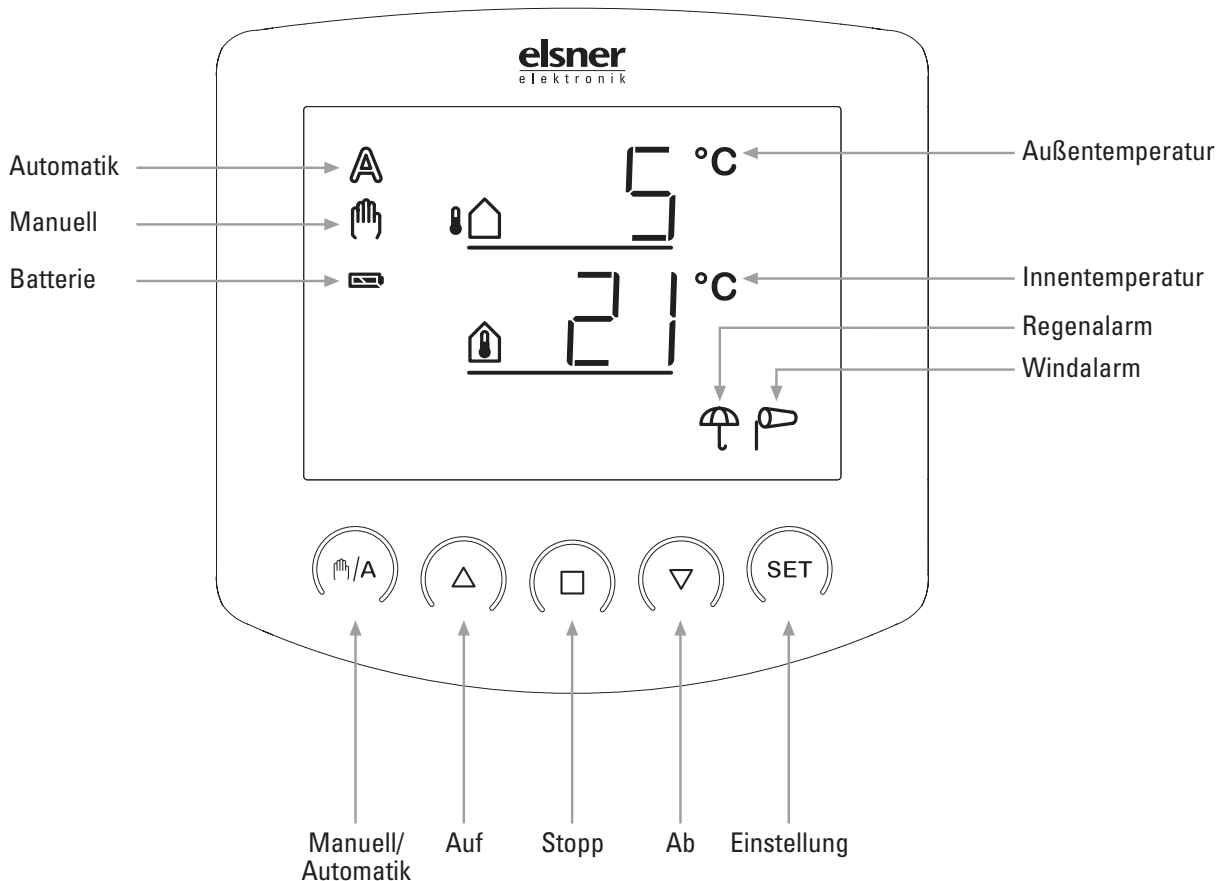 elsner
elektronik
Automatik
A
5 °C
Außentemperatur
Manuell
Batterie
21 °C
Innentemperatur
Regenalarm
Windalarm
/A
SET
Manuell/
Automatik
Auf
Stopp
Ab
Einstellung